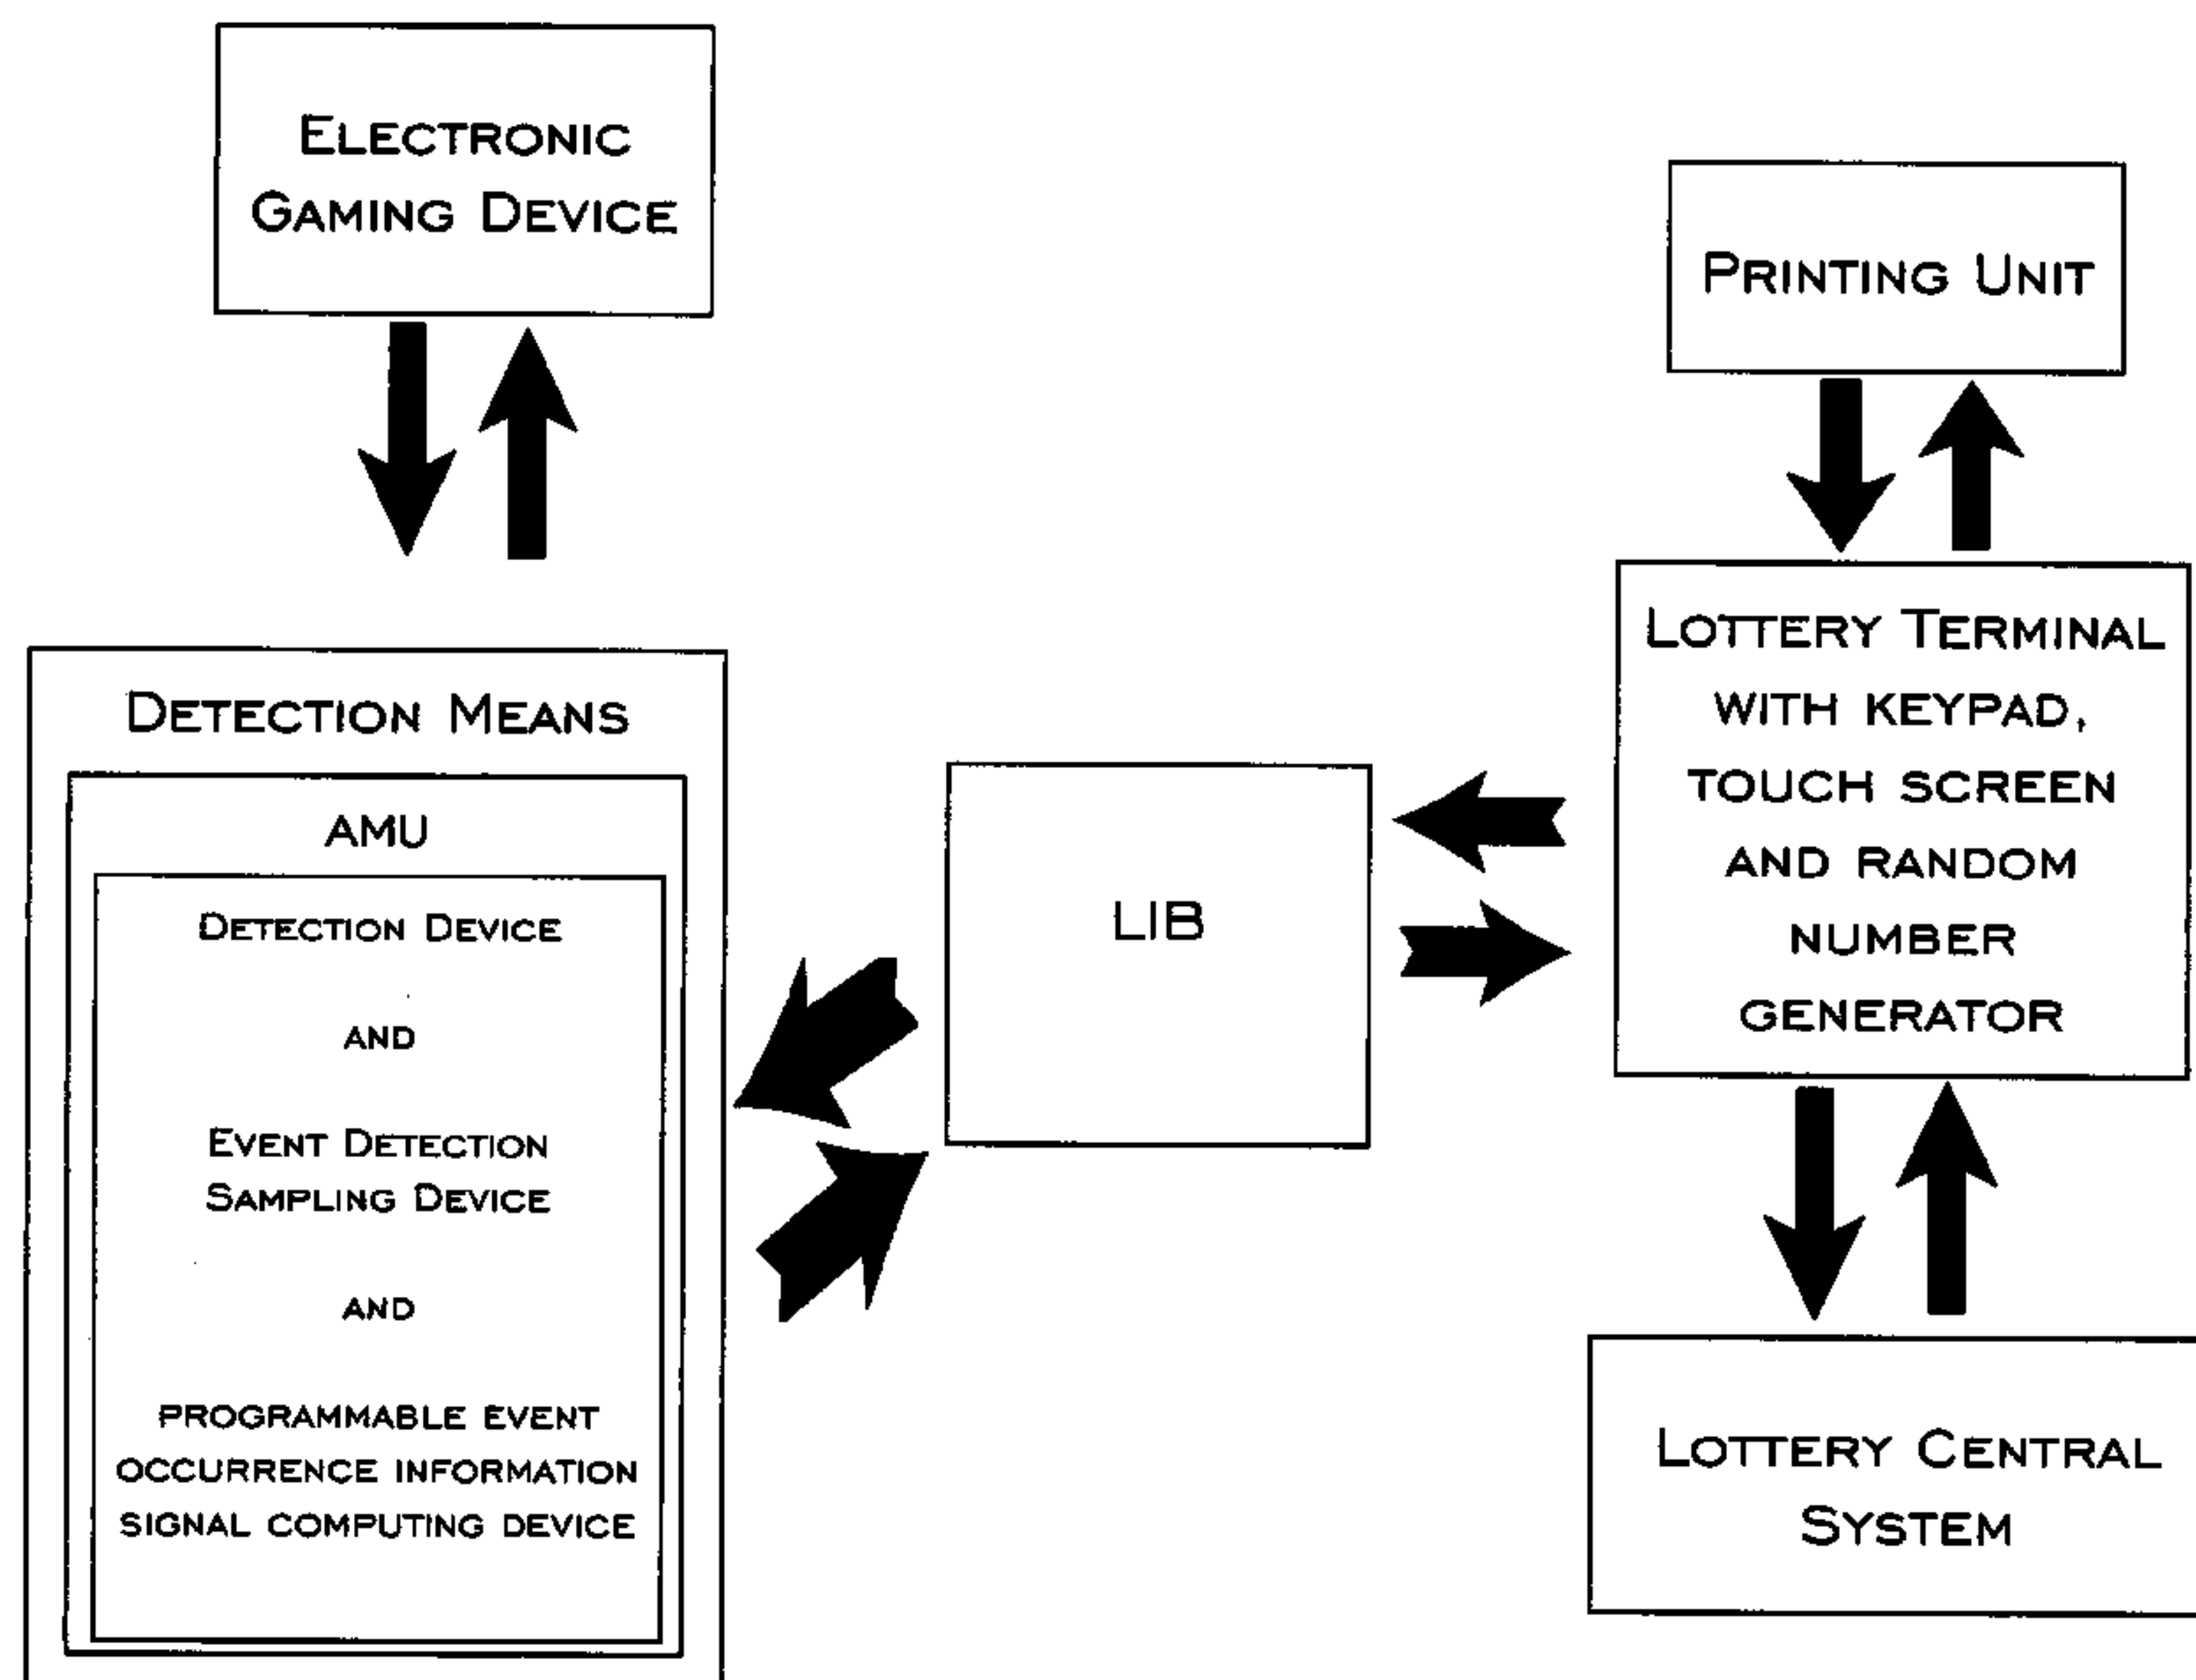 ELECTRONIC
GAMING DEVICE
PRINTING UNIT
DETECTION MEANS
AMU
DETECTION DEVICE
AND
EVENT DETECTION
SAMPLING DEVICE
AND
PROGRAMMABLE EVENT
OCCURRENCE INFORMATION
SIGNAL COMPUTING DEVICE
LIB
LOTTERY TERMINAL
WITH KEYPAD,
TOUCH SCREEN
AND RANDOM
NUMBER
GENERATOR
LOTTERY CENTRAL
SYSTEM